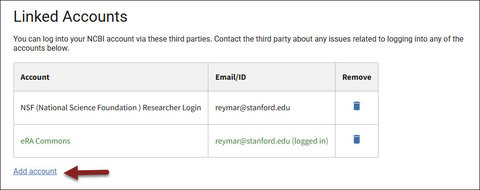 Linked Accounts
You can log into your NCBI account via these third parties. Contact the third party about any issues related to logging into any of the
accounts below.
Account Email/ID Remove
NSF (National Science Foundation ) Researcher Login reymar@stanford.edu
eRA Commons reymar@stanford.edu (logged in)
Add account